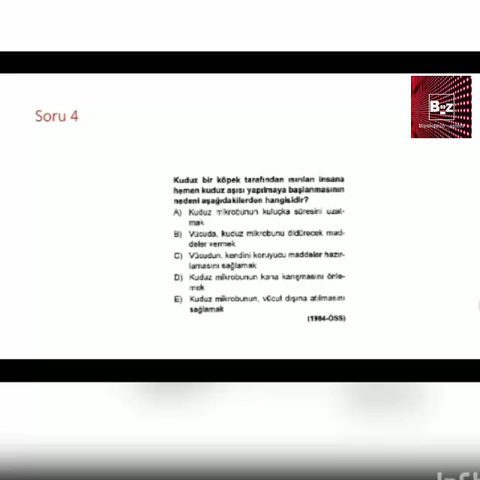 Soru 4
B
z
Kuduz bir köpek tarafından ısırılan insana
hemen kuduz aşısı yapılmaya başlanmasının
nedeni aşağıdakilerden hangisidir?
A) Kuduz mikrobunun kuluçka süresini uzat-
mak
B) Vücuda, kuduz mikrobunu öldürecek mad-
deler vermek
C) Vücudun, kendini koruyucu maddeler hazır-
lamasını sağlamak
D) Kuduz mikrobunun kana karışmasını önle-
mek
E) Kuduz mikrobunun, vücut dışına atılmasını
sağlamak
(1984-ÖSS)